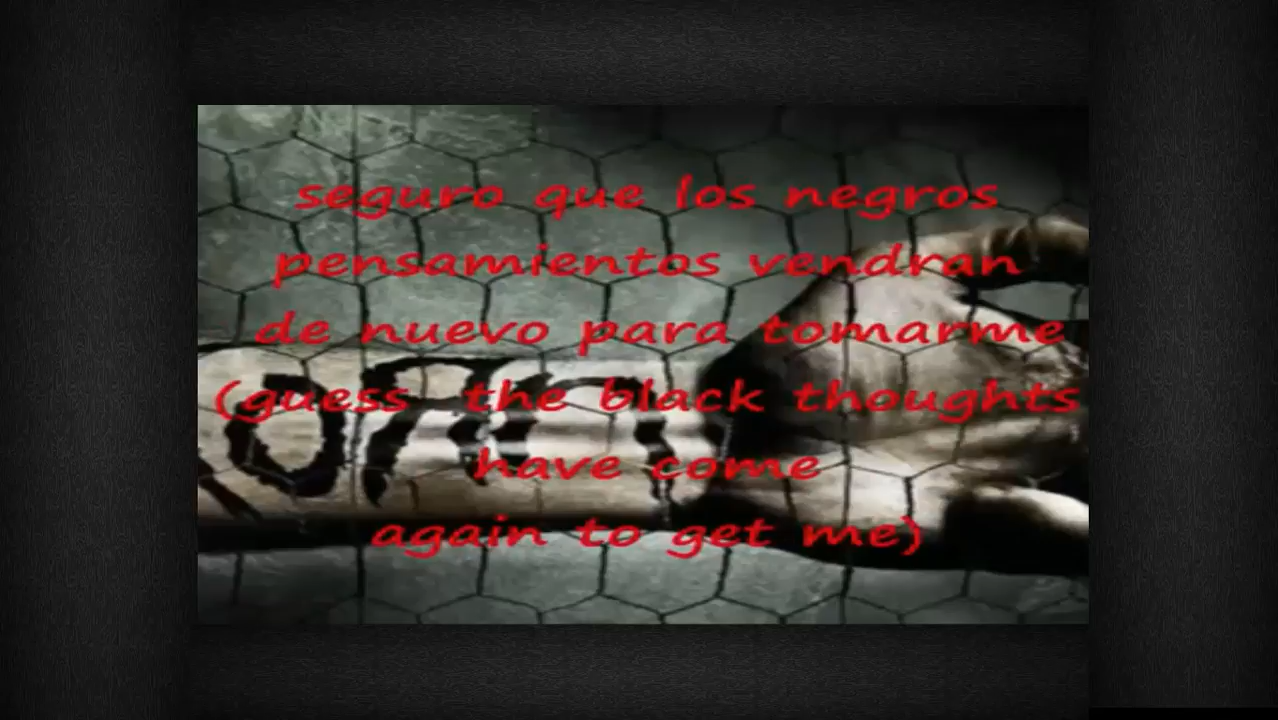 seguro que los negros
pensamientos vendran
de nuevo para tomarme
(guess the black thoughts
have come
again to get me)